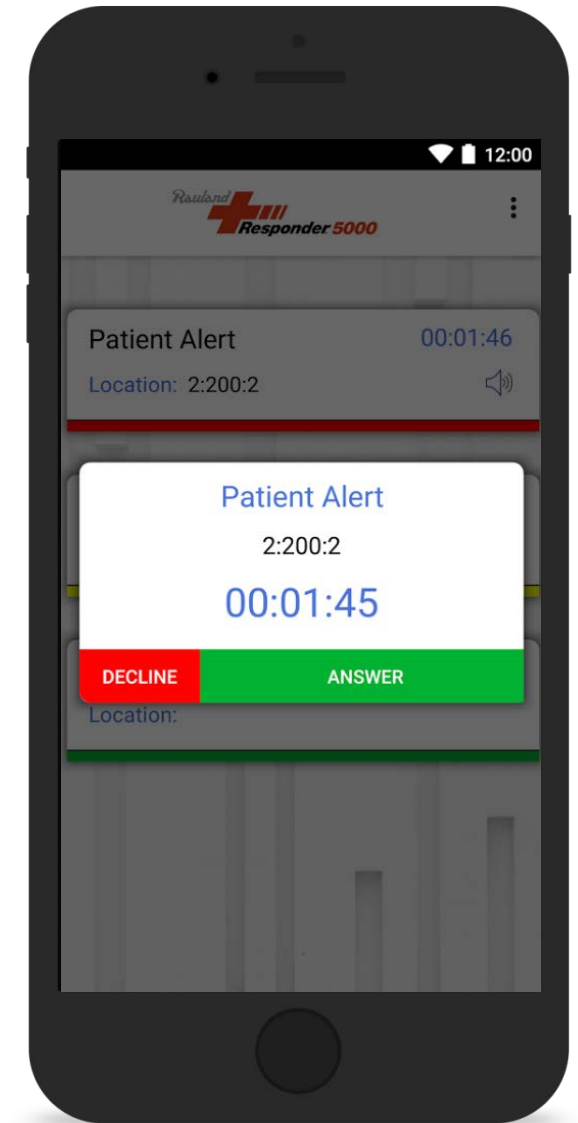 12:00
Rauland
Responder 5000
Patient Alert 00:01:46
Location: 2:200:2
Patient Alert
2:200:2
00:01:45
DECLINE ANSWER
Location: